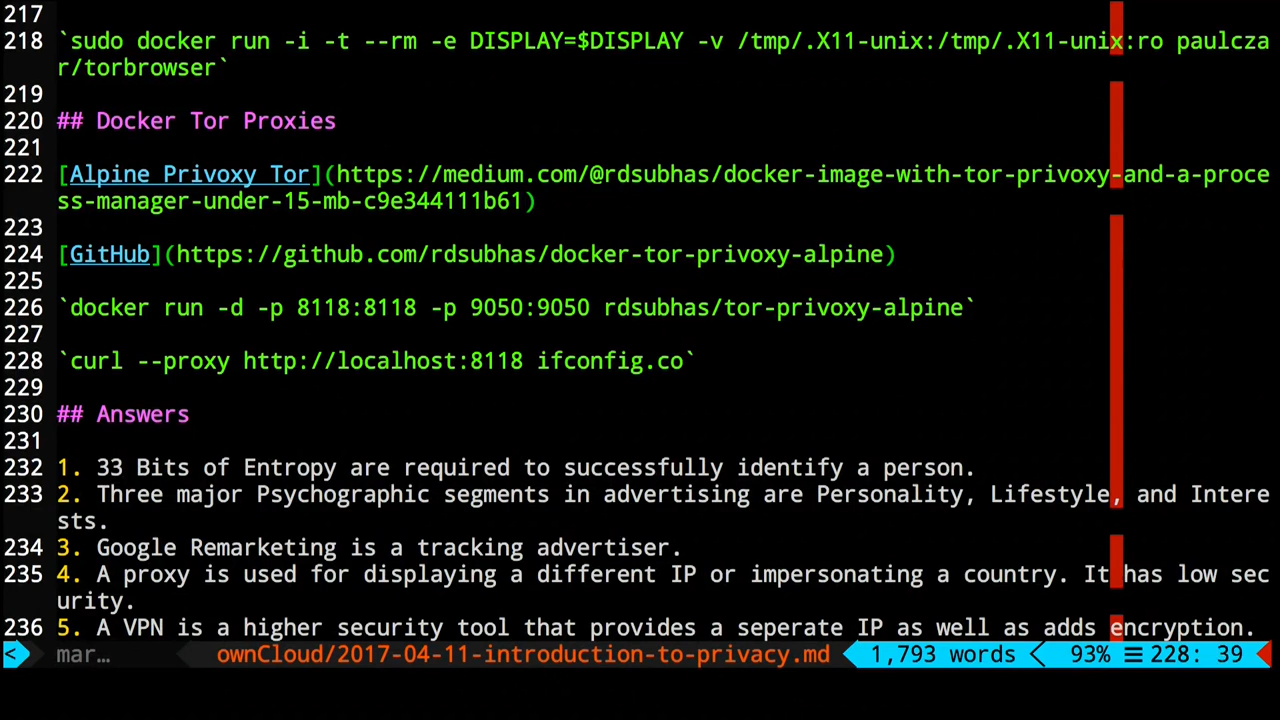 217
218 `sudo docker run -i -t --rm -e DISPLAY=$DISPLAY -v /tmp/.X11-unix:/tmp/.X11-unix:ro paulcza
r/torbrowser`
219
220 ## Docker Tor Proxies
221
222 [Alpine Privoxy Tor](https://medium.com/@rdsubhas/docker-image-with-tor-privoxy-and-a-proce
ss-manager-under-15-mb-c9e344111b61)
223
224 [GitHub](https://github.com/rdsubhas/docker-tor-privoxy-alpine)
225
226 `docker run -d -p 8118:8118 -p 9050:9050 rdsubhas/tor-privoxy-alpine`
227
228 `curl --proxy http://localhost:8118 ifconfig.co`
229
230 ## Answers
231
232 1. 33 Bits of Entropy are required to successfully identify a person.
233 2. Three major Psychographic segments in advertising are Personality, Lifestyle, and Intere
sts.
234 3. Google Remarketing is a tracking advertiser.
235 4. A proxy is used for displaying a different IP or impersonating a country. It has low sec
urity.
236 5. A VPN is a higher security tool that provides a seperate IP as well as adds encryption.
< mar… ownCloud/2017-04-11-introduction-to-privacy.md 1,793 words 93% ☰ 228: 39